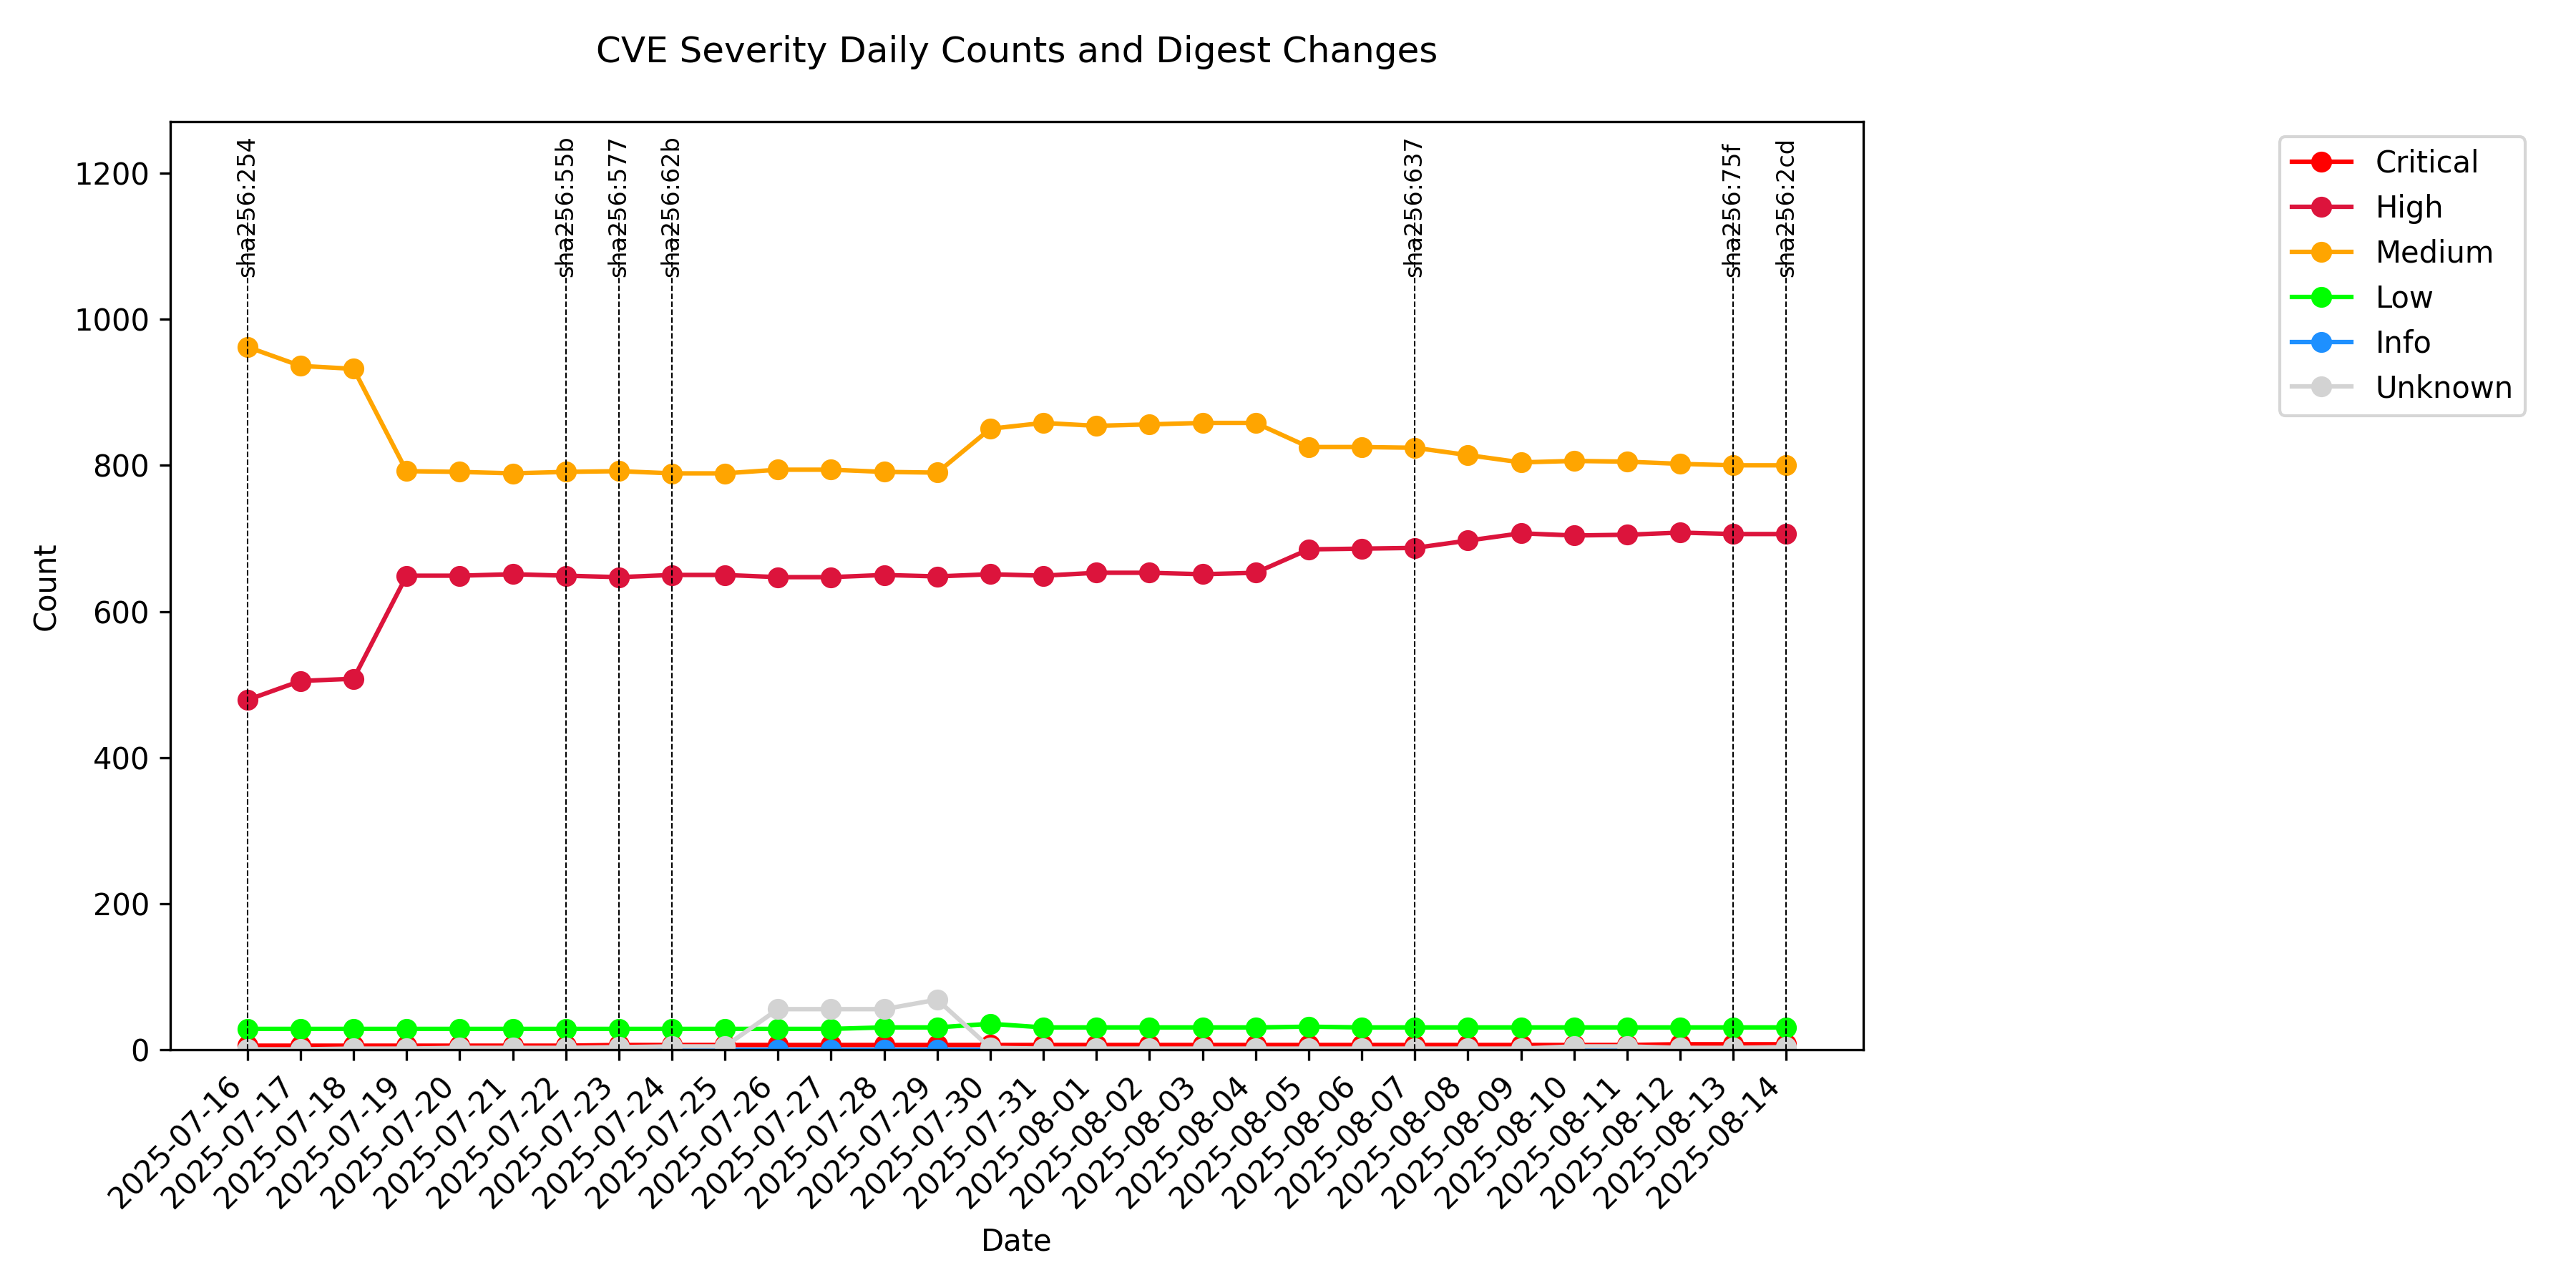 CVE Severity Daily Counts and Digest Changes
sha256:254
sha256:55b
sha256:577
sha256:62b
sha256:637
sha256:75f
sha256:2cd
Critical
High
Medium
Low
Info
Unknown
Count
1200
1000
800
600
400
200
0
2025-07-16
2025-07-17
2025-07-18
2025-07-19
2025-07-20
2025-07-21
2025-07-22
2025-07-23
2025-07-24
2025-07-25
2025-07-26
2025-07-27
2025-07-28
2025-07-29
2025-07-30
2025-07-31
2025-08-01
2025-08-02
2025-08-03
2025-08-04
2025-08-05
2025-08-06
2025-08-07
2025-08-08
2025-08-09
2025-08-10
2025-08-11
2025-08-12
2025-08-13
2025-08-14
Date